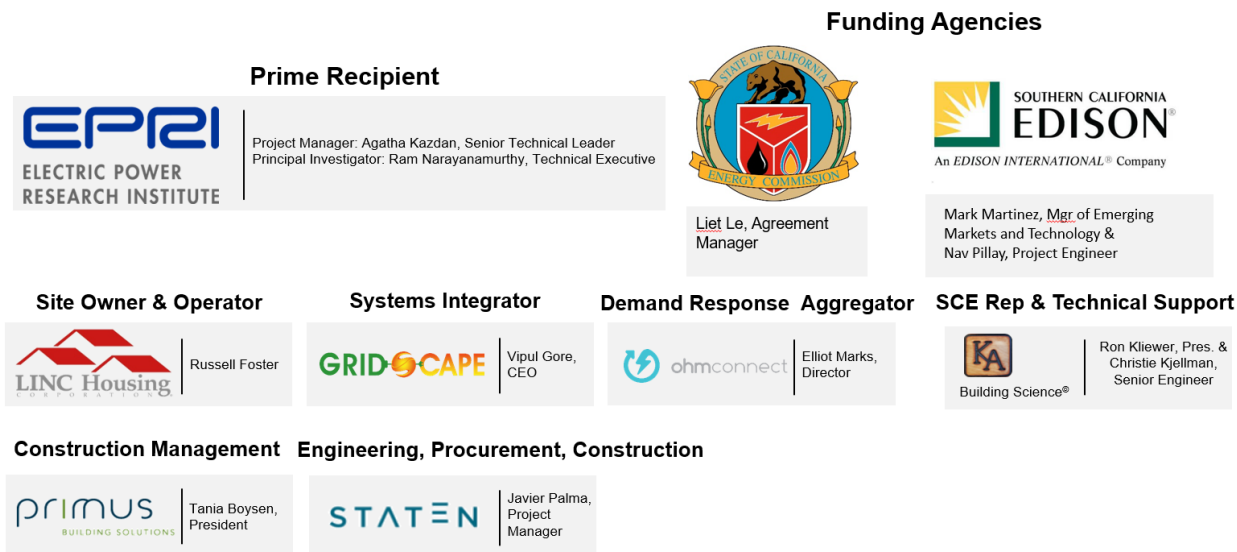 Funding Agencies
Prime Recipient
EPRI
ELECTRIC POWER
RESEARCH INSTITUTE
Project Manager: Agatha Kazdan, Senior Technical Leader
Principal Investigator: Ram Narayanamurthy, Technical Executive
STATE OF CALIFORNIA
ENERGY COMMISSION
Liet Le, Agreement
Manager
SOUTHERN CALIFORNIA
EDISON®
An EDISON INTERNATIONAL® Company
Mark Martinez, Mgr of Emerging
Markets and Technology &
Nav Pillay, Project Engineer
Site Owner & Operator
LINC Housing
CORPORATION
Russell Foster
Systems Integrator
GRIDSCAPE
Vipul Gore,
CEO
Demand Response Aggregator
ohmconnect
Elliot Marks,
Director
SCE Rep & Technical Support
KA
Building Science®
Ron Kliewer, Pres. &
Christie Kjellman,
Senior Engineer
Construction Management
primus
BUILDING SOLUTIONS
Tania Boysen,
President
Engineering, Procurement, Construction
STATEN
Javier Palma,
Project
Manager